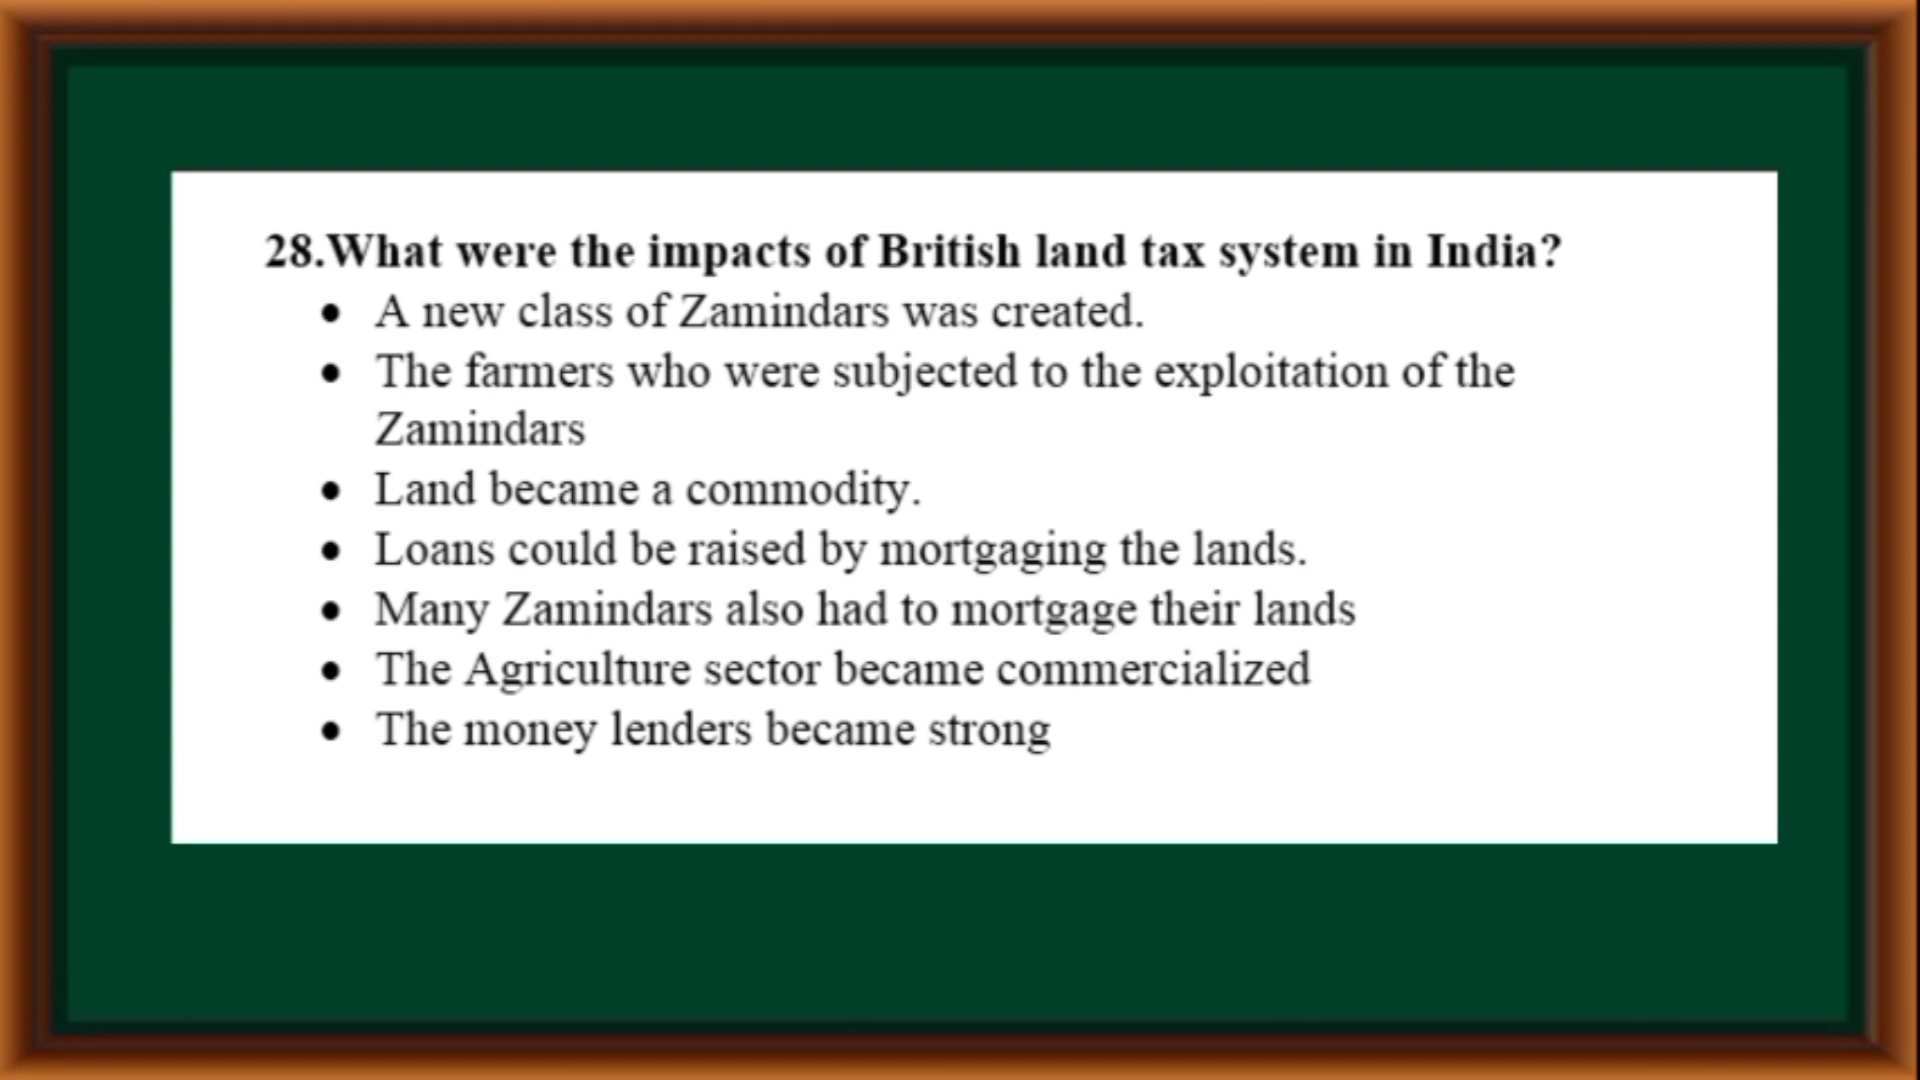 28.What were the impacts of British land tax system in India?
• A new class of Zamindars was created.
• The farmers who were subjected to the exploitation of the
Zamindars
• Land became a commodity.
• Loans could be raised by mortgaging the lands.
• Many Zamindars also had to mortgage their lands
• The Agriculture sector became commercialized
• The money lenders became strong